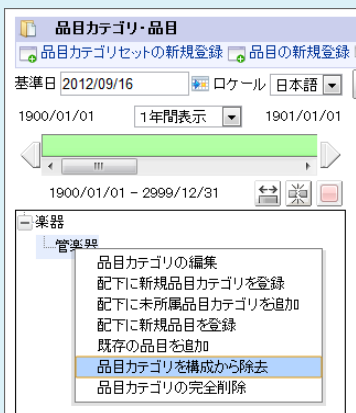 品目カテゴリ・品目
品目カテゴリセットの新規登録 品目の新規登録
基準日 2012/09/16 ロケール 日本語
1900/01/01 1年間表示 1901/01/01
1900/01/01 - 2999/12/31
楽器
管楽器
品目カテゴリの編集
配下に新規品目カテゴリを登録
配下に未所属品目カテゴリを追加
配下に新規品目を登録
既存の品目を追加
品目カテゴリを構成から除去
品目カテゴリの完全削除